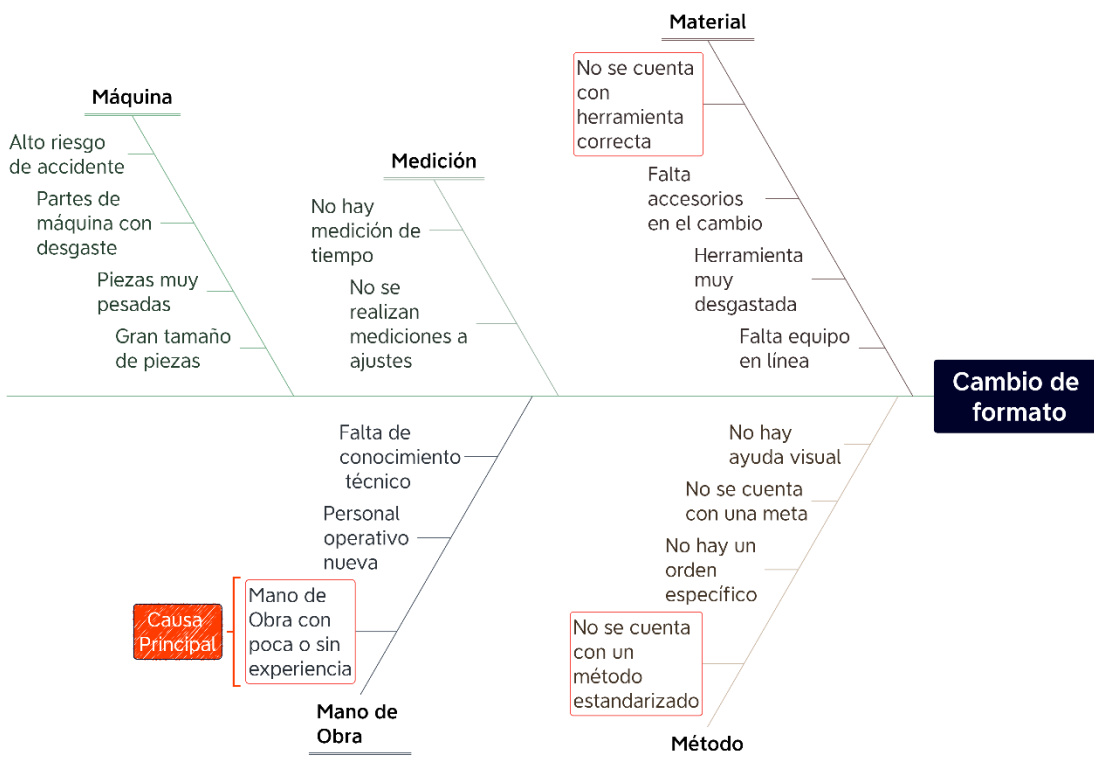 Material
No se cuenta
con
herramienta
correcta
Falta
accesorios
en el cambio
Herramienta
muy
desgastada
Falta equipo
en línea
Máquina
Alto riesgo
de accidente
Partes de
máquina con
desgaste
Piezas muy
pesadas
Gran tamaño
de piezas
Medición
No hay
medición de
tiempo
No se
realizan
mediciones a
ajustes
Cambio de
formato
Falta de
conocimiento
técnico
Personal
operativo
nueva
Causa
Principal
Mano de
Obra con
poca o sin
experiencia
Mano de
Obra
No hay
ayuda visual
No se cuenta
con una meta
No hay un
orden
específico
No se cuenta
con un
método
estandarizado
Método